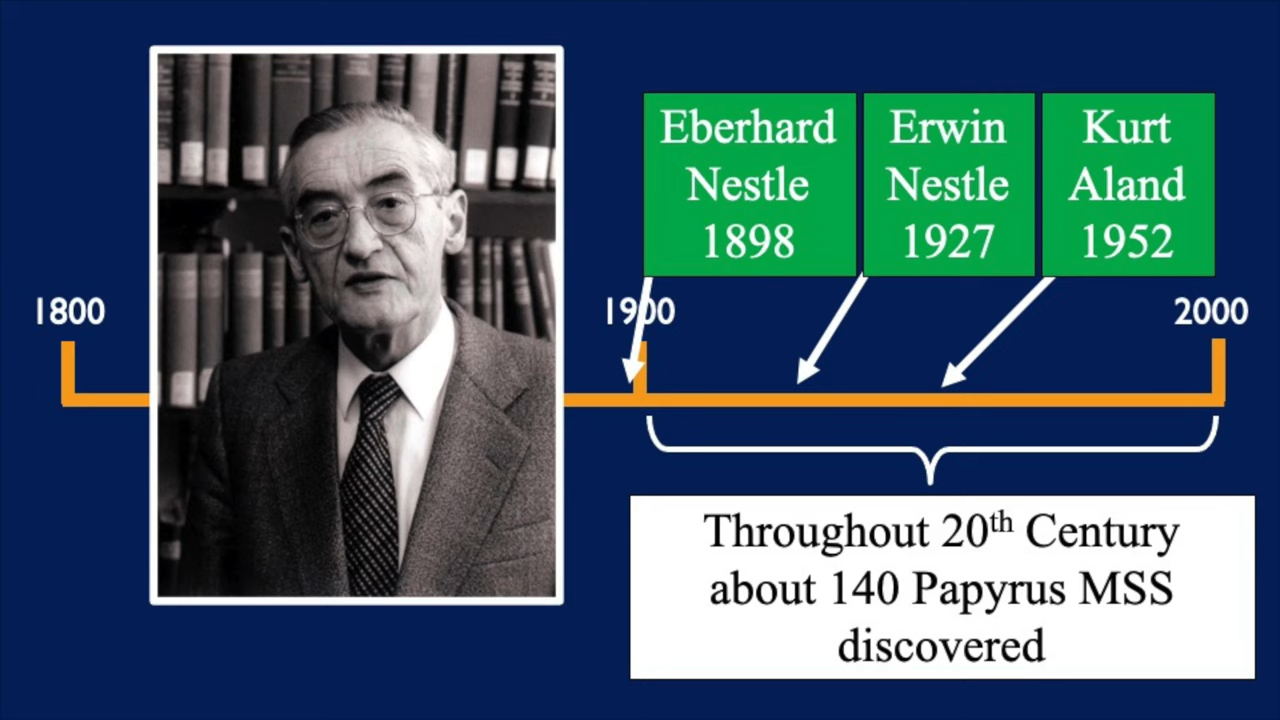 Eberhard
Nestle
1898
Erwin
Nestle
1927
Kurt
Aland
1952
1800
1900
2000
Throughout 20th Century
about 140 Papyrus MSS
discovered